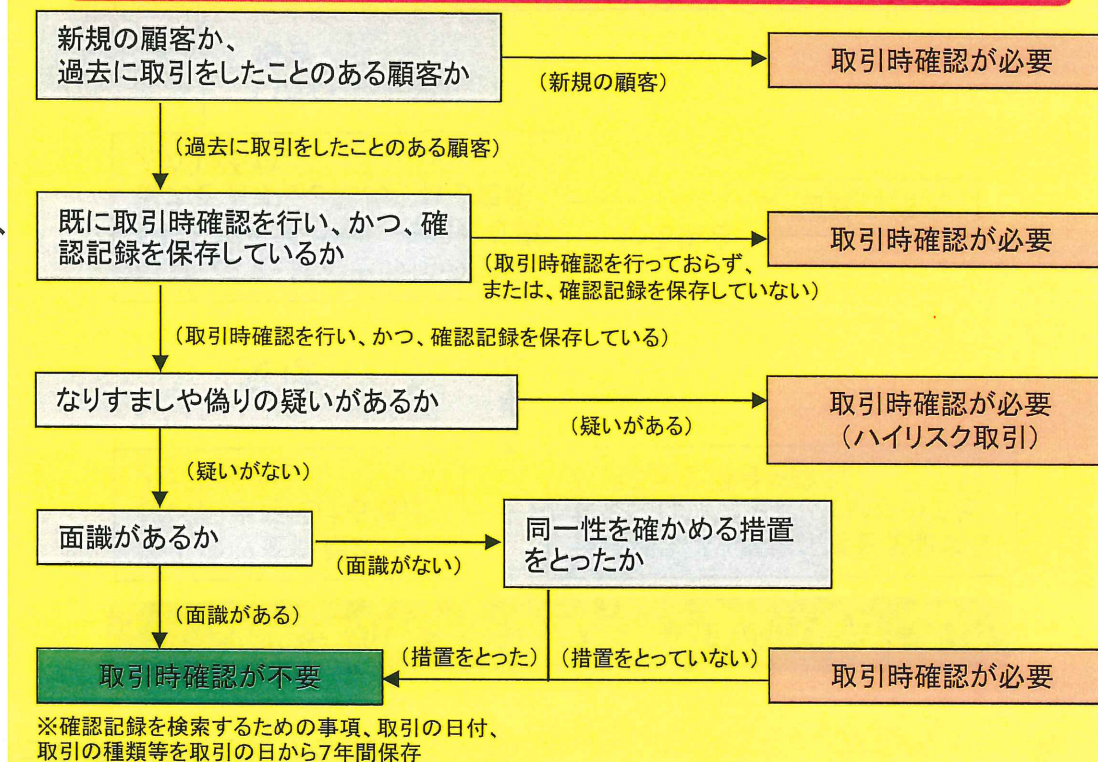 新規の顧客か、
過去に取引をしたことのある顧客か
(新規の顧客)
取引時確認が必要
(過去に取引をしたことのある顧客)
既に取引時確認を行い、かつ、確
認記録を保存しているか
(取引時確認を行っておらず、
または、確認記録を保存していない)
取引時確認が必要
(取引時確認を行い、かつ、確認記録を保存している)
なりすましや偽りの疑いがあるか
(疑いがある)
取引時確認が必要
(ハイリスク取引)
(疑いがない)
面識があるか
(面識がない)
同一性を確かめる措置
をとったか
(面識がある)
取引時確認が不要
(措置をとった)
(措置をとっていない)
取引時確認が必要
※確認記録を検索するための事項、取引の日付、
取引の種類等を取引の日から7年間保存